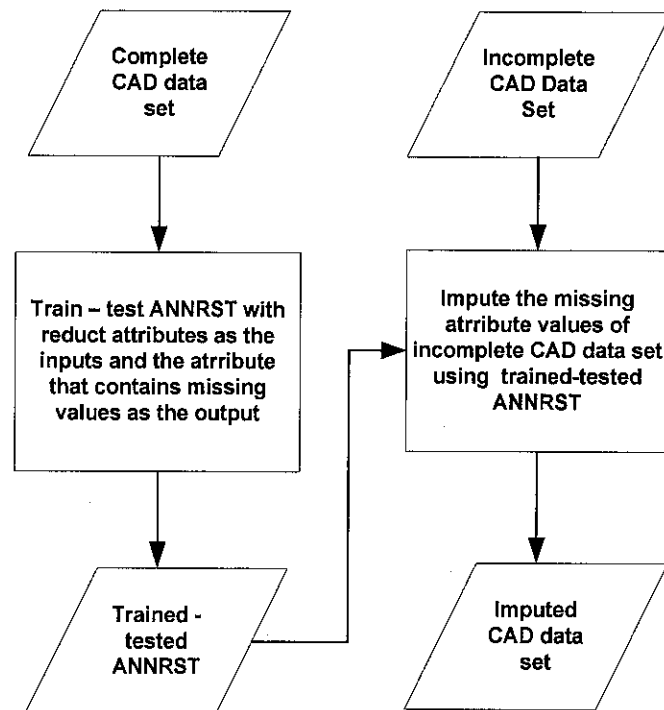 Complete
CAD data
set
Train – test ANNRST with
reduct attributes as the
inputs and the atrribute
that contains missing
values as the output
Trained -
tested
ANNRST
Incomplete
CAD Data
Set
Impute the missing
atrribute values of
incomplete CAD data set
using trained-tested
ANNRST
Imputed
CAD data
set